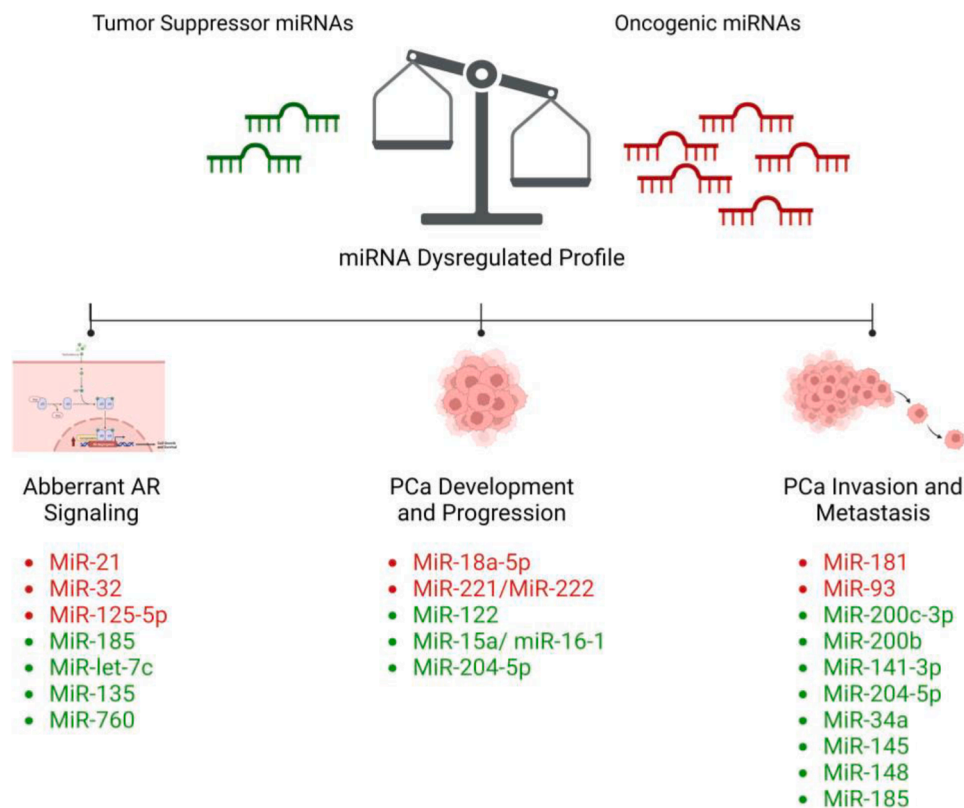 Tumor Suppressor miRNAs
Oncogenic miRNAs
miRNA Dysregulated Profile
Abberrant AR
Signaling
• MiR-21
• MiR-32
• MiR-125-5p
• MiR-185
• MiR-let-7c
• MiR-135
• MiR-760
PCa Development
and Progression
• MiR-18a-5p
• MiR-221/MiR-222
• MiR-122
• MiR-15a/ miR-16-1
• MiR-204-5p
PCa Invasion and
Metastasis
• MiR-181
• MiR-93
• MiR-200c-3p
• MiR-200b
• MiR-141-3p
• MiR-204-5p
• MiR-34a
• MiR-145
• MiR-148
• MiR-185